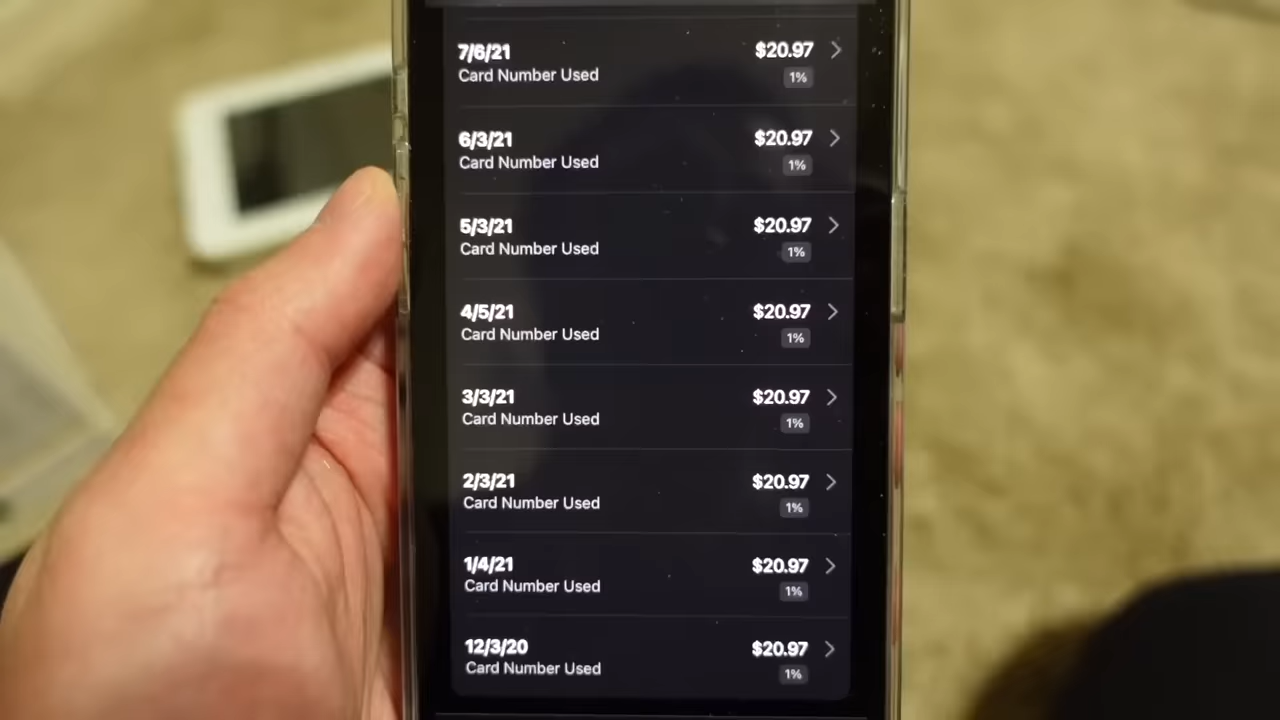 7/6/21 $20.97
Card Number Used 1%
6/3/21 $20.97
Card Number Used 1%
5/3/21 $20.97
Card Number Used 1%
4/5/21 $20.97
Card Number Used 1%
3/3/21 $20.97
Card Number Used 1%
2/3/21 $20.97
Card Number Used 1%
1/4/21 $20.97
Card Number Used 1%
12/3/20 $20.97
Card Number Used 1%